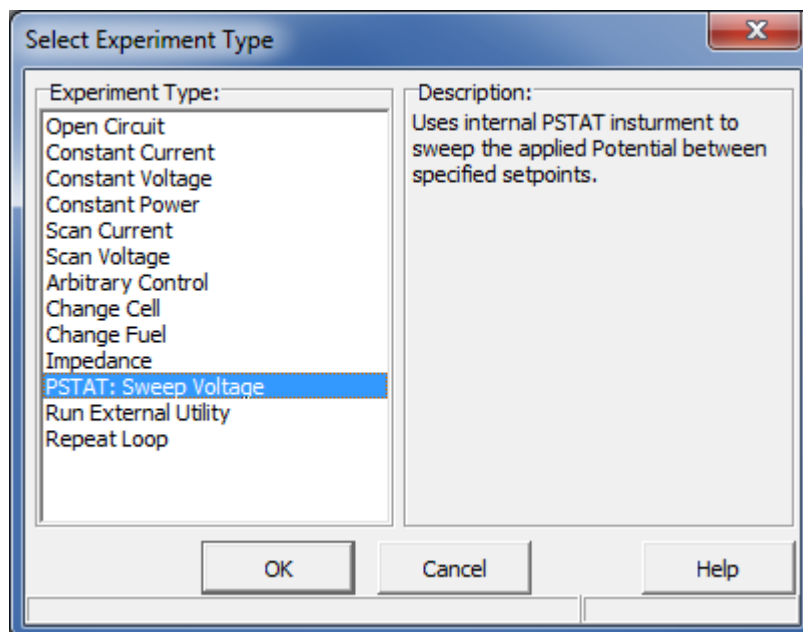 Select Experiment Type
Experiment Type:
Open Circuit
Constant Current
Constant Voltage
Constant Power
Scan Current
Scan Voltage
Arbitrary Control
Change Cell
Change Fuel
Impedance
PSTAT: Sweep Voltage
Run External Utility
Repeat Loop
Description:
Uses internal PSTAT insturment to
sweep the applied Potential between
specified setpoints.
OK
Cancel
Help